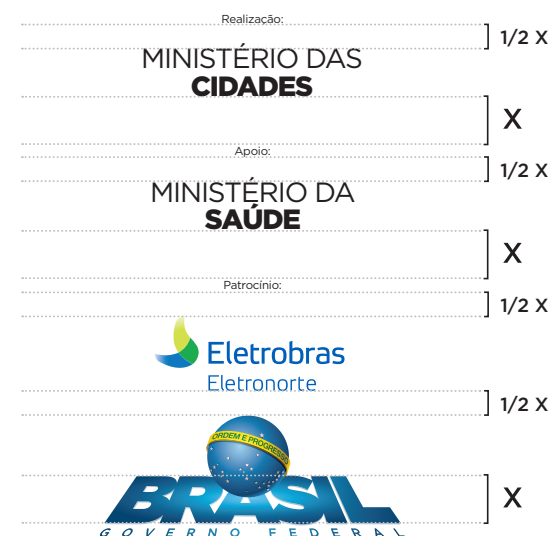 Realização:
1/2 X
MINISTÉRIO DAS
CIDADES
X
Apoio:
1/2 X
MINISTÉRIO DA
SAÚDE
X
Patrocínio:
1/2 X
Eletrobras
Eletronorte
1/2 X
ORDEM E PROGRESSO
BRASIL
X
GOVERNO FEDERAL